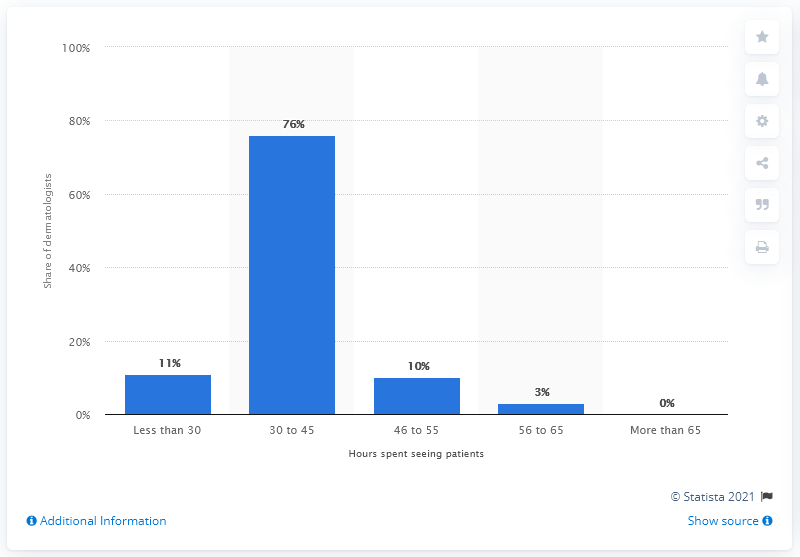 100%
80%
60%
40%
20%
0%
Share of dermatologists
11%
76%
10%
3%
0%
Less than 30
30 to 45
46 to 55
56 to 65
More than 65
Hours spent seeing patients
© Statista 2021
Additional Information
Show source